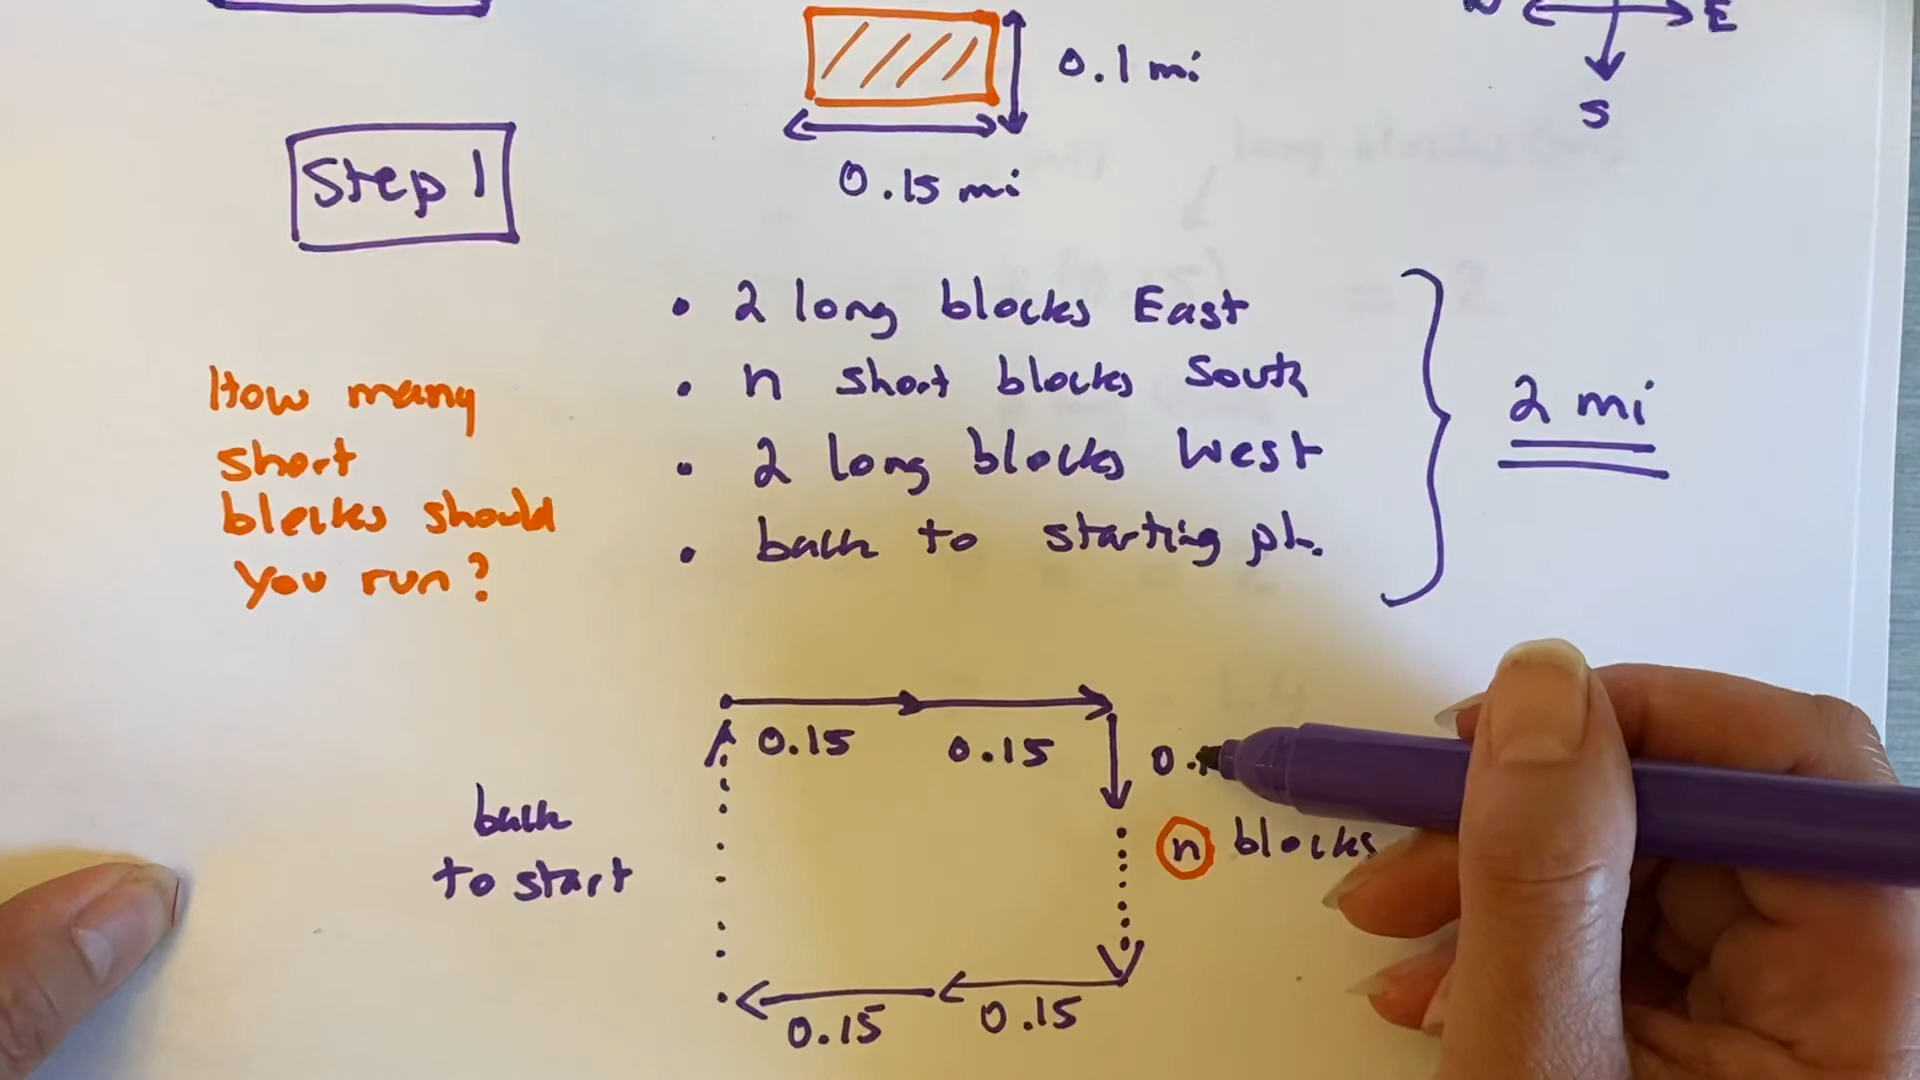 E
0.1 mi
S
Step 1
0.15 mi
• 2 long blocks East
• n short blocks South
• 2 long blocks West
• back to starting pt.
2 mi
How many
short
blocks should
you run?
0.15 0.15
0.1
n blocks
back
to start
0.15 0.15